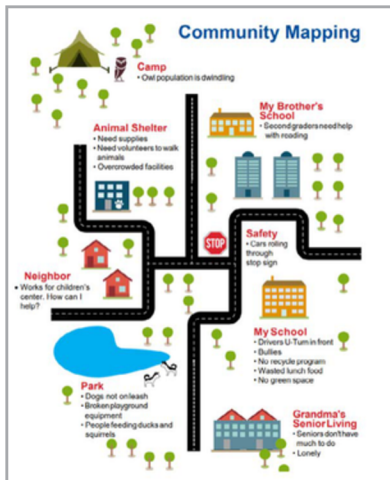 Community Mapping
Camp
• Owl population is dwindling
My Brother's
School
• Second graders need help
with reading
Animal Shelter
• Need supplies
• Need volunteers to walk
animals
• Overcrowded facilities
STOP
Safety
• Cars rolling
through
stop sign
Neighbor
• Works for children's
center. How can I
help?
My School
• Drivers U-Turn in front
• Bullies
• No recycle program
• Wasted lunch food
• No green space
Park
• Dogs not on leash
• Broken playground
equipment
• People feeding ducks and
squirrels
Grandma's
Senior Living
• Seniors don't have
much to do
• Lonely